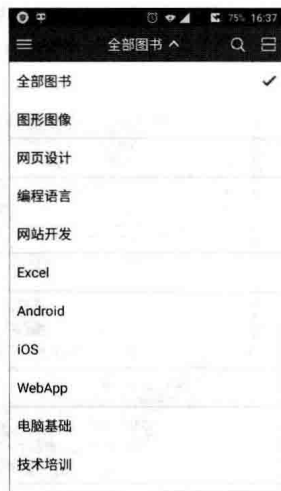 75% 16:37
全部图书
全部图书
图形图像
网页设计
编程语言
网站开发
Excel
Android
iOS
WebApp
电脑基础
技术培训